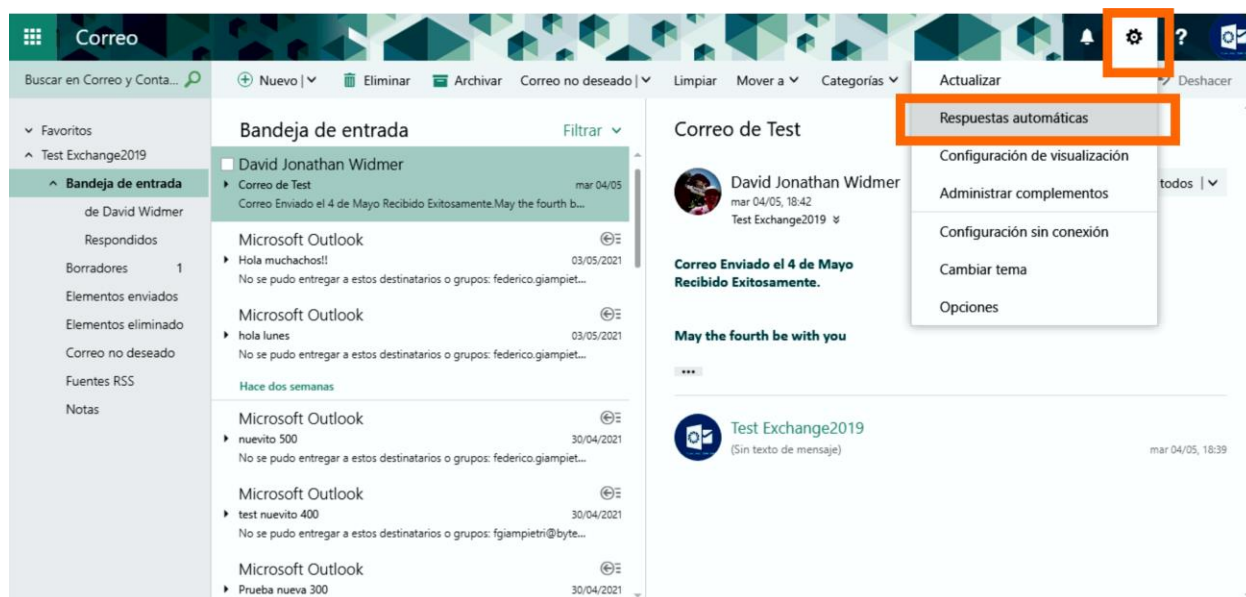 Correo
?
Buscar en Correo y Conta...
Nuevo |
Eliminar
Archivar
Correo no deseado |
Limpiar
Mover a
Categorías
Deshacer
Favoritos
Test Exchange2019
Bandeja de entrada
de David Widmer
Respondidos
Borradores 1
Elementos enviados
Elementos eliminado
Correo no deseado
Fuentes RSS
Notas
Bandeja de entrada Filtrar
David Jonathan Widmer
Correo de Test mar 04/05
Correo Enviado el 4 de Mayo Recibido Exitosamente.May the fourth b...
Microsoft Outlook
Hola muchachos!! 03/05/2021
No se pudo entregar a estos destinatarios o grupos: federico.giampiet...
Microsoft Outlook
hola lunes 03/05/2021
No se pudo entregar a estos destinatarios o grupos: federico.giampiet...
Hace dos semanas
Microsoft Outlook
nuevito 500 30/04/2021
No se pudo entregar a estos destinatarios o grupos: federico.giampiet...
Microsoft Outlook
test nuevito 400 30/04/2021
No se pudo entregar a estos destinatarios o grupos: fgiampietri@byte...
Microsoft Outlook
Prueba nueva 300 30/04/2021
Correo de Test
David Jonathan Widmer
mar 04/05, 18:42
Test Exchange2019
todos |
Correo Enviado el 4 de Mayo
Recibido Exitosamente.
May the fourth be with you
...
Test Exchange2019
(Sin texto de mensaje) mar 04/05, 18:39
Actualizar
Respuestas automáticas
Configuración de visualización
Administrar complementos
Configuración sin conexión
Cambiar tema
Opciones